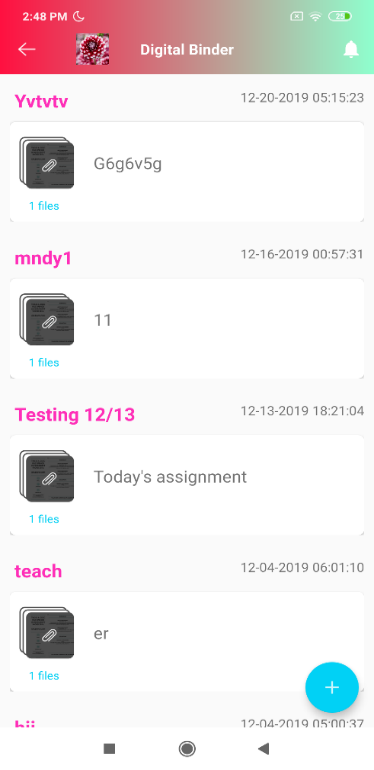 2:48 PM
Digital Binder
Yvtvtv 12-20-2019 05:15:23
G6g6v5g
1 files
mndy1 12-16-2019 00:57:31
11
1 files
Testing 12/13 12-13-2019 18:21:04
Today's assignment
1 files
teach 12-04-2019 06:01:10
er
1 files
12-04-2019 05:00:37